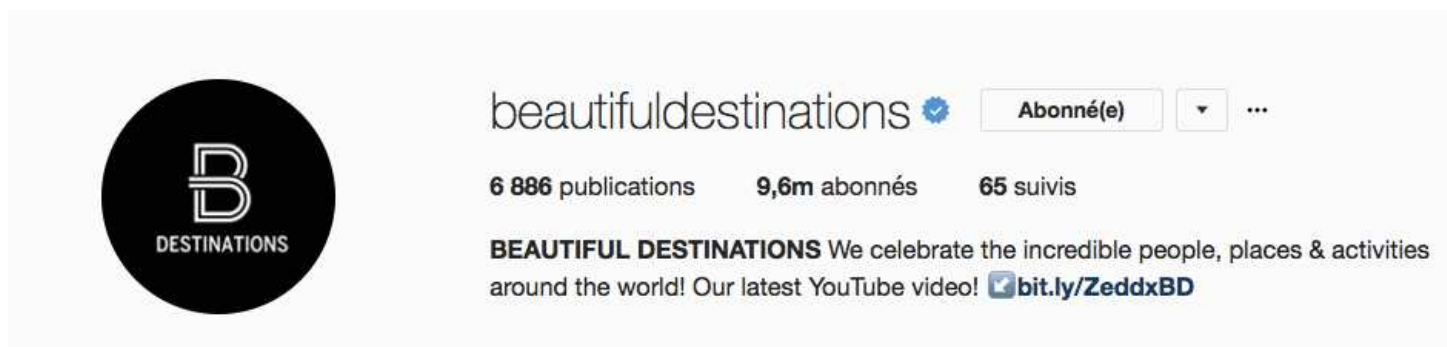 B
DESTINATIONS
beautifuldestinations Abonné(e) ▼ ...
6 886 publications 9,6m abonnés 65 suivis
BEAUTIFUL DESTINATIONS We celebrate the incredible people, places & activities
around the world! Our latest YouTube video! ↙️bit.ly/ZeddxBD